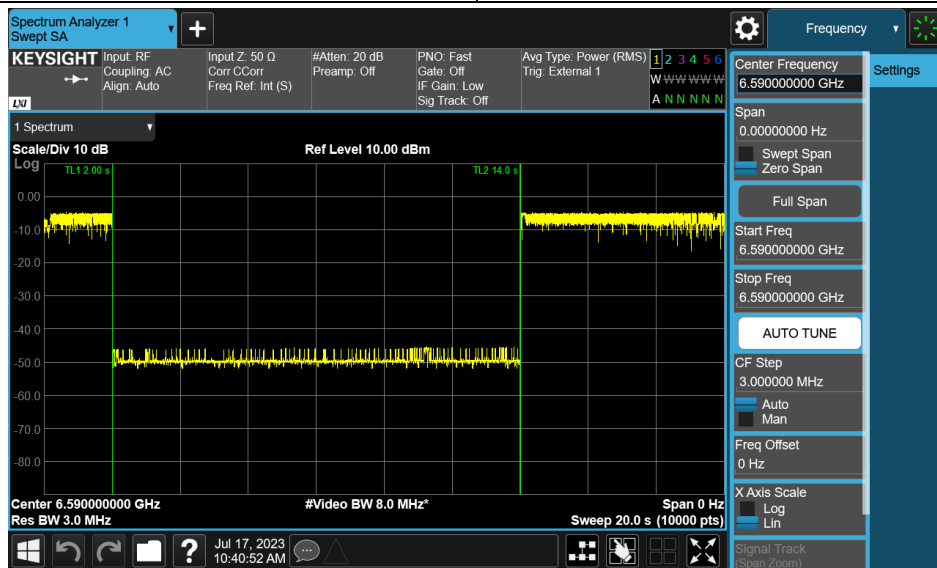 Spectrum Analyzer 1
Swept SA
Frequency
KEYSIGHT
LXI
Input: RF
Coupling: AC
Align: Auto
Input Z: 50 Ω
Corr CCorr
Freq Ref: Int (S)
#Atten: 20 dB
Preamp: Off
PNO: Fast
Gate: Off
IF Gain: Low
Sig Track: Off
Avg Type: Power (RMS)
Trig: External 1
1 2 3 4 5 6
W W W W W W
A N N N N N
Center Frequency
6.590000000 GHz
Settings
Span
0.00000000 Hz
Swept Span
Zero Span
Full Span
Start Freq
6.590000000 GHz
Stop Freq
6.590000000 GHz
AUTO TUNE
CF Step
3.000000 MHz
Auto
Man
Freq Offset
0 Hz
X Axis Scale
Log
Lin
Signal Track
(Span Zoom)
1 Spectrum
Scale/Div 10 dB
Ref Level 10.00 dBm
Log
TL1 2.00 s
TL2 14.0 s
0.00
-10.0
-20.0
-30.0
-40.0
-50.0
-60.0
-70.0
-80.0
Center 6.590000000 GHz
#Video BW 8.0 MHz*
Span 0 Hz
Res BW 3.0 MHz
Sweep 20.0 s (10000 pts)
?
Jul 17, 2023
10:40:52 AM